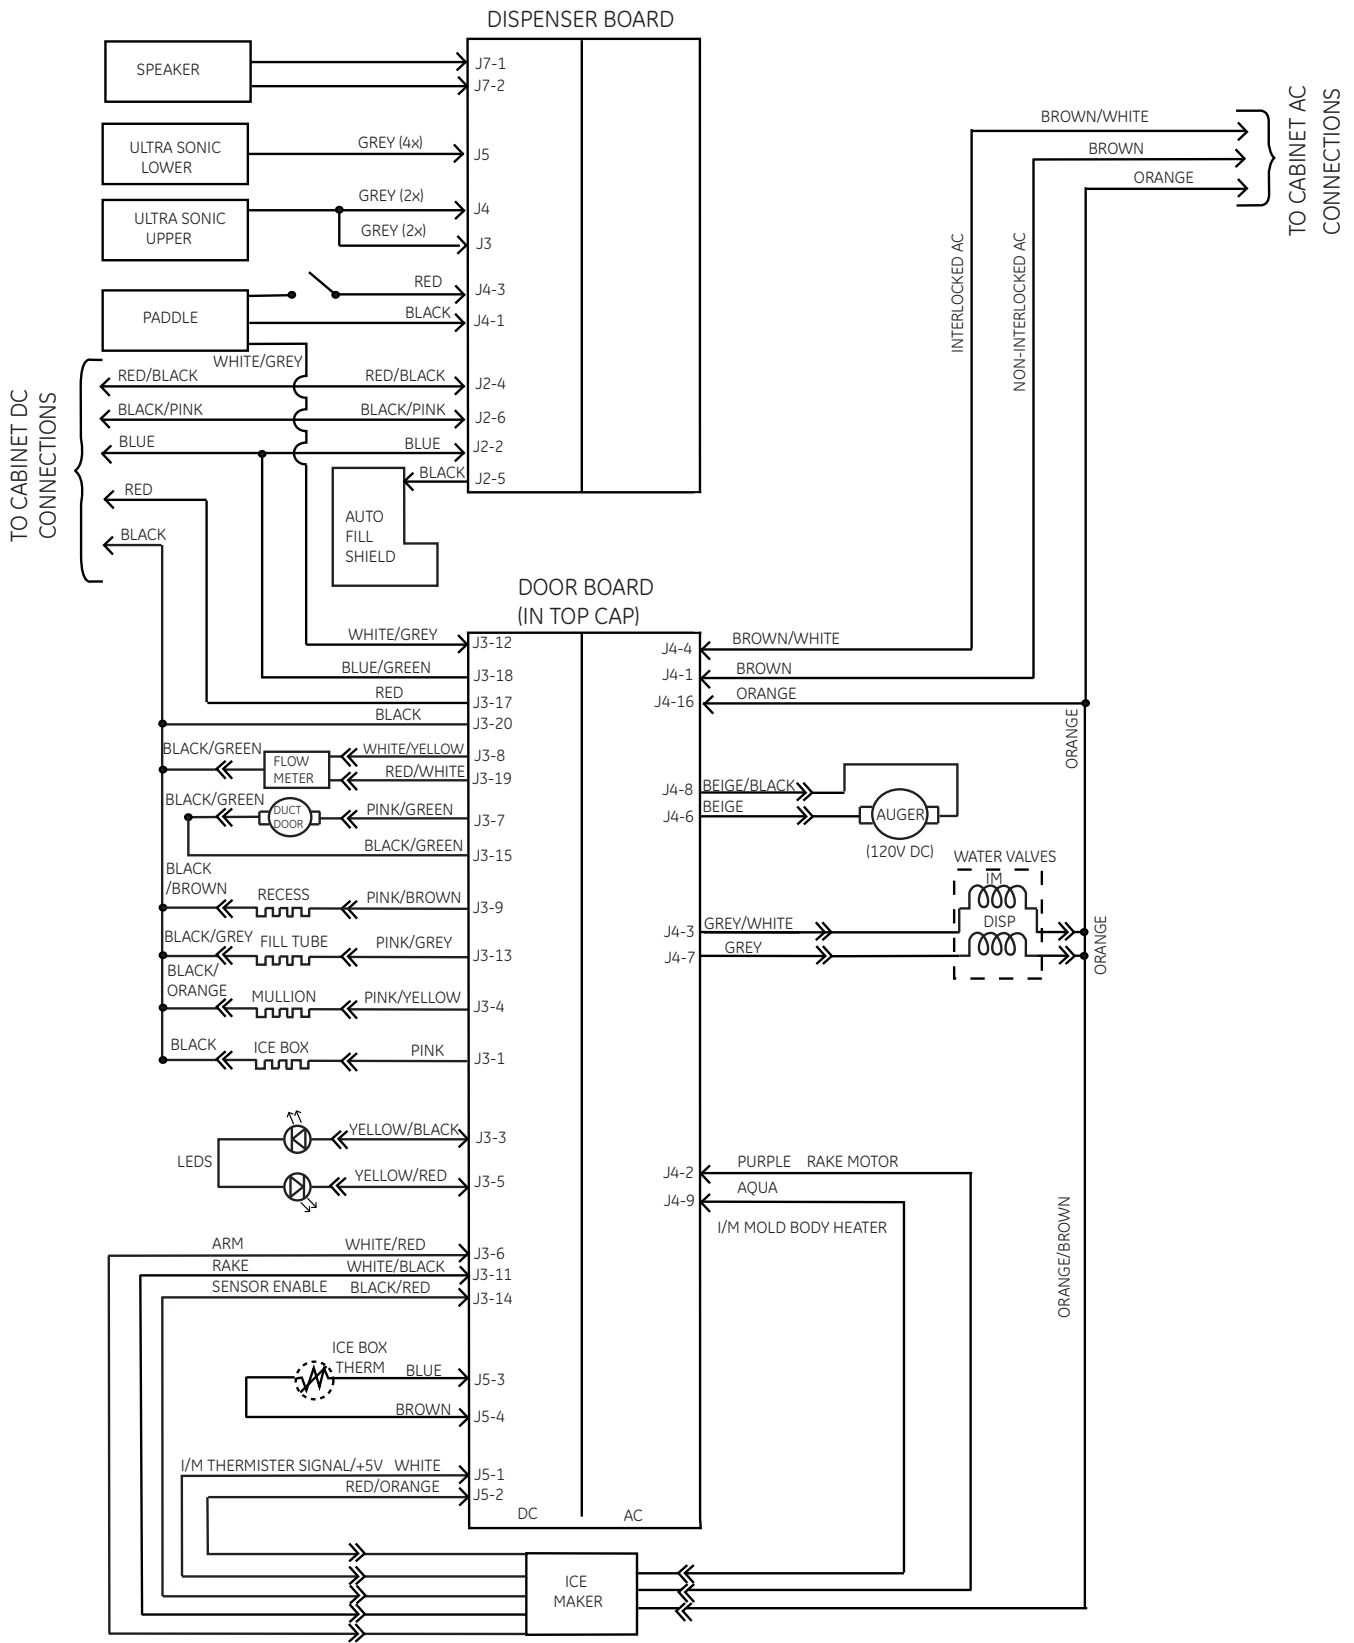 DISPENSER BOARD
SPEAKER
J7-1
J7-2
ULTRA SONIC
LOWER
GREY (4x)
J5
ULTRA SONIC
UPPER
GREY (2x)
J4
GREY (2x)
J3
PADDLE
RED
J4-3
BLACK
J4-1
WHITE/GREY
TO CABINET DC
CONNECTIONS
RED/BLACK
RED/BLACK
J2-4
BLACK/PINK
BLACK/PINK
J2-6
BLUE
BLUE
J2-2
BLACK
J2-5
RED
BLACK
AUTO
FILL
SHIELD
BROWN/WHITE
BROWN
ORANGE
TO CABINET AC
CONNECTIONS
INTERLOCKED AC
NON-INTERLOCKED AC
DOOR BOARD
(IN TOP CAP)
WHITE/GREY
J3-12
BLUE/GREEN
J3-18
RED
J3-17
BLACK
J3-20
BLACK/GREEN
FLOW
METER
WHITE/YELLOW
J3-8
RED/WHITE
J3-19
BLACK/GREEN
DUCT
DOOR
PINK/GREEN
J3-7
BLACK/GREEN
J3-15
BLACK
/BROWN
RECESS
PINK/BROWN
J3-9
BLACK/GREY
FILL TUBE
PINK/GREY
J3-13
BLACK/
ORANGE
MULLION
PINK/YELLOW
J3-4
BLACK
ICE BOX
PINK
J3-1
LEDS
YELLOW/BLACK
J3-3
YELLOW/RED
J3-5
ARM
WHITE/RED
J3-6
RAKE
WHITE/BLACK
J3-11
SENSOR ENABLE
BLACK/RED
J3-14
ICE BOX
THERM
BLUE
J5-3
BROWN
J5-4
I/M THERMISTER SIGNAL/+5V
WHITE
J5-1
RED/ORANGE
J5-2
DC
AC
J4-4
BROWN/WHITE
J4-1
BROWN
J4-16
ORANGE
ORANGE
J4-8
BEIGE/BLACK
J4-6
BEIGE
AUGER
(120V DC)
WATER VALVES
IM
DISP
J4-3
GREY/WHITE
J4-7
GREY
ORANGE
J4-2
PURPLE
RAKE MOTOR
J4-9
AQUA
I/M MOLD BODY HEATER
ORANGE/BROWN
ICE
MAKER